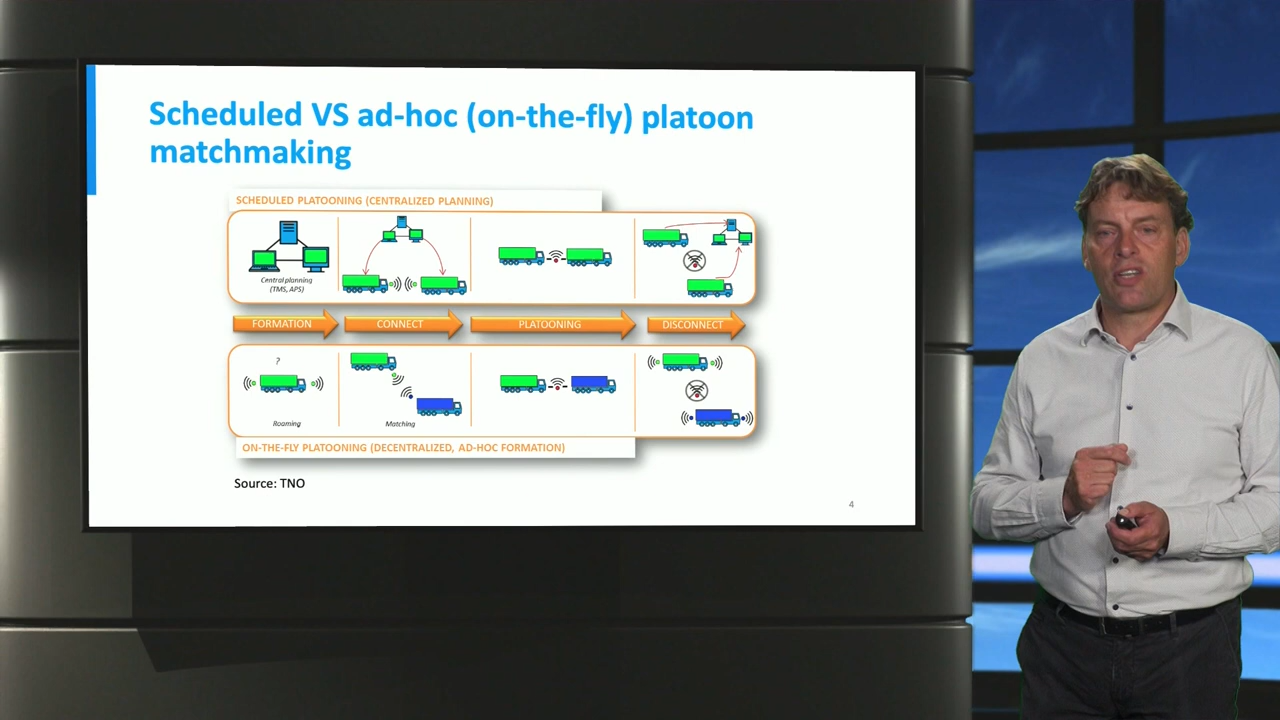 Scheduled VS ad-hoc (on-the-fly) platoon
matchmaking
SCHEDULED PLATOONING (CENTRALIZED PLANNING)
Central planning
(TMS, APS)
FORMATION
CONNECT
PLATOONING
DISCONNECT
?
Roaming
Matching
ON-THE-FLY PLATOONING (DECENTRALIZED, AD-HOC FORMATION)
Source: TNO
4